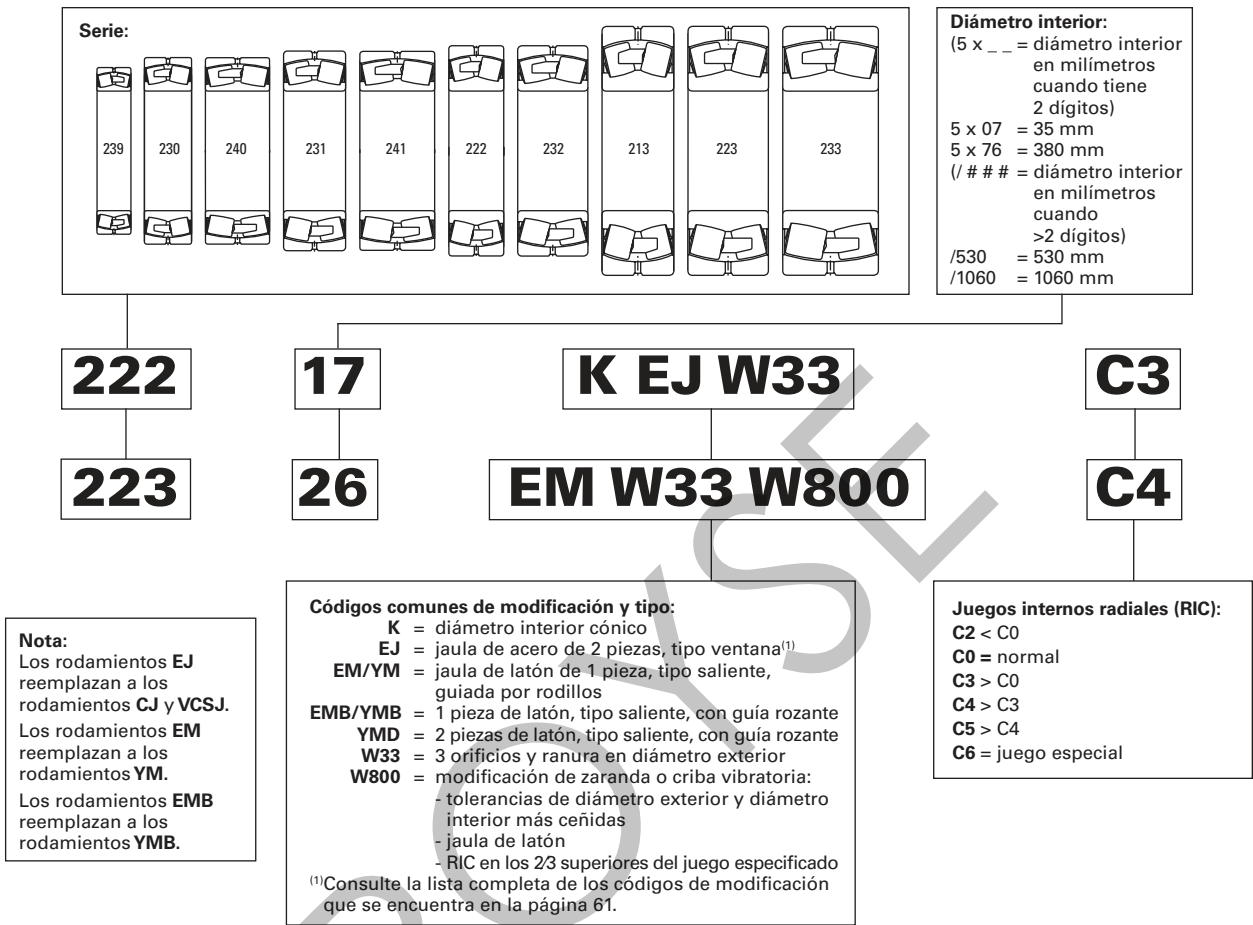 Serie:
239 230 240 231 241 222 232 213 223 233
Diámetro interior:
(5 x _ _ = diámetro interior
en milímetros
cuando tiene
2 dígitos)
5 x 07 = 35 mm
5 x 76 = 380 mm
(/ # # # = diámetro interior
en milímetros
cuando
>2 dígitos)
/530 = 530 mm
/1060 = 1060 mm
222 17 K EJ W33 C3
223 26 EM W33 W800 C4
Nota:
Los rodamientos EJ
reemplazan a los
rodamientos CJ y VCSJ.
Los rodamientos EM
reemplazan a los
rodamientos YM.
Los rodamientos EMB
reemplazan a los
rodamientos YMB.
Códigos comunes de modificación y tipo:
K = diámetro interior cónico
EJ = jaula de acero de 2 piezas, tipo ventana(1)
EM/YM = jaula de latón de 1 pieza, tipo saliente,
guiada por rodillos
EMB/YMB = 1 pieza de latón, tipo saliente, con guía rozante
YMD = 2 piezas de latón, tipo saliente, con guía rozante
W33 = 3 orificios y ranura en diámetro exterior
W800 = modificación de zaranda o criba vibratoria:
- tolerancias de diámetro exterior y diámetro
interior más ceñidas
- jaula de latón
- RIC en los 2⁄3 superiores del juego especificado
(1)Consulte la lista completa de los códigos de modificación
que se encuentra en la página 61.
Juegos internos radiales (RIC):
C2 < C0
C0 = normal
C3 > C0
C4 > C3
C5 > C4
C6 = juego especial
ROYSE